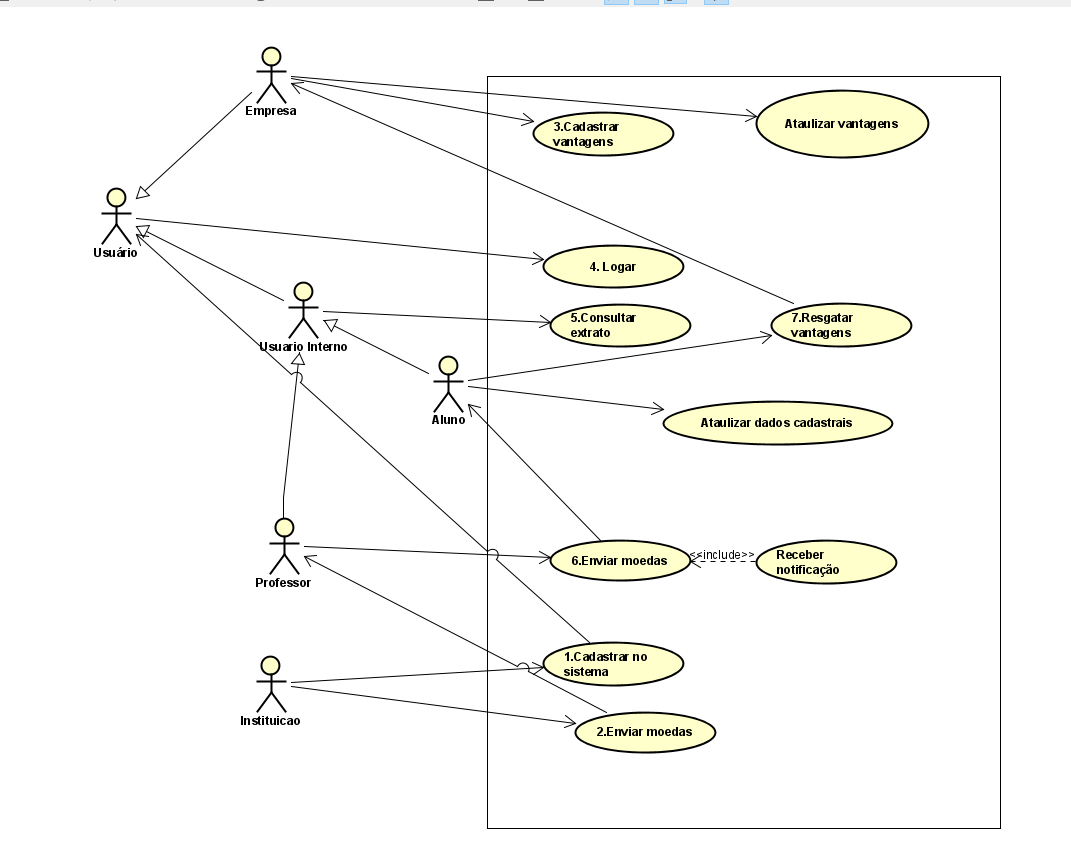 Empresa
3.Cadastrar
vantagens
Ataulizar vantagens
Usuário
4. Logar
Usuario Interno
5.Consultar
extrato
7.Resgatar
vantagens
Aluno
Ataulizar dados cadastrais
Professor
6.Enviar moedas
<<include>>
Receber
notificação
1.Cadastrar no
sistema
Instituicao
2.Enviar moedas